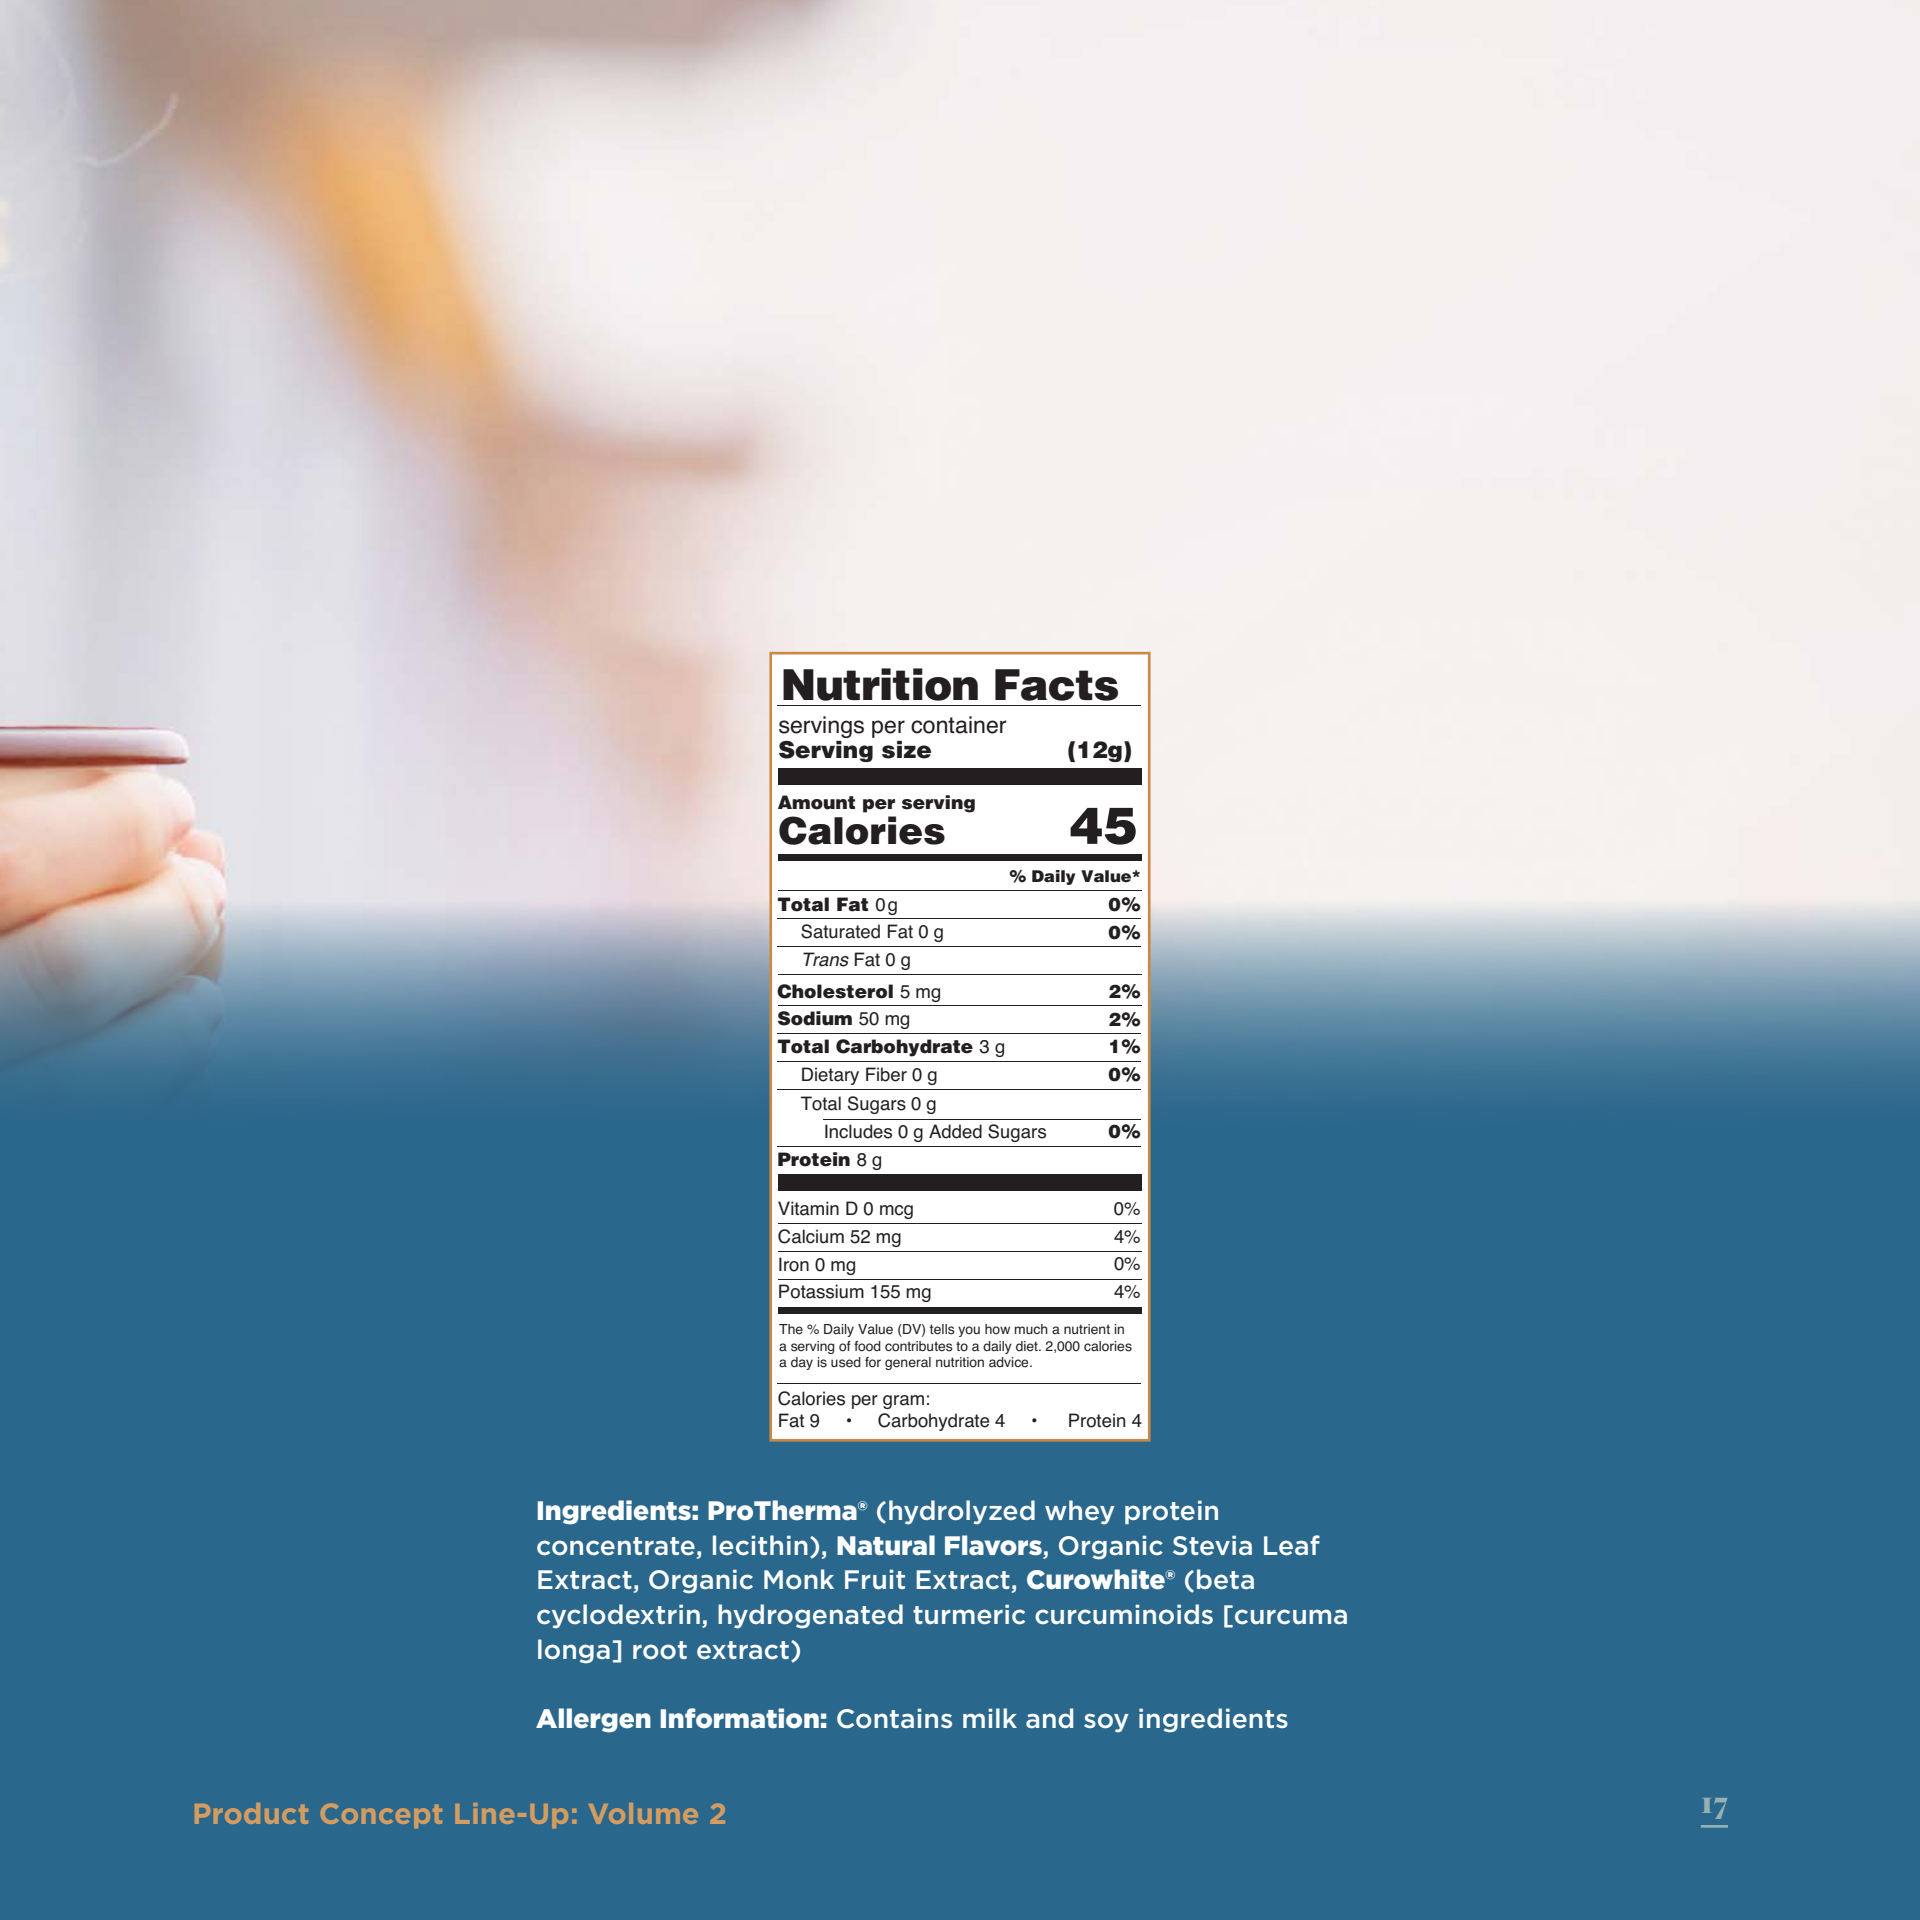 Nutrition Facts
servings per container
Serving size (12g)
Amount per serving
Calories 45
% Daily Value*
Total Fat 0g 0%
Saturated Fat 0 g 0%
Trans Fat 0 g
Cholesterol 5 mg 2%
Sodium 50 mg 2%
Total Carbohydrate 3 g 1%
Dietary Fiber 0 g 0%
Total Sugars 0 g
Includes 0 g Added Sugars 0%
Protein 8 g
Vitamin D 0 mcg 0%
Calcium 52 mg 4%
Iron 0 mg 0%
Potassium 155 mg 4%
The % Daily Value (DV) tells you how much a nutrient in
a serving of food contributes to a daily diet. 2,000 calories
a day is used for general nutrition advice.
Calories per gram:
Fat 9 • Carbohydrate 4 • Protein 4
Ingredients: ProTherma® (hydrolyzed whey protein
concentrate, lecithin), Natural Flavors, Organic Stevia Leaf
Extract, Organic Monk Fruit Extract, Curowhite® (beta
cyclodextrin, hydrogenated turmeric curcuminoids [curcuma
longa] root extract)
Allergen Information: Contains milk and soy ingredients
Product Concept Line-Up: Volume 2
17